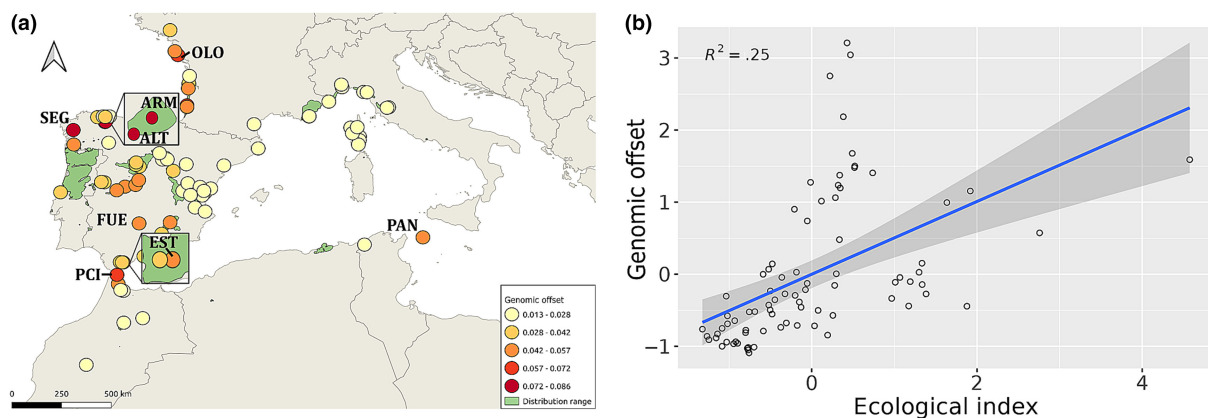 (a)
OLO
ARM
SEG
ALT
FUE
EST
PAN
PCI
Genomic offset
0.013 - 0.028
0.028 - 0.042
0.042 - 0.057
0.057 - 0.072
0.072 - 0.086
Distribution range
0 250 500 km
(b)
R² = .25
Genomic offset
3
2
1
0
−1
0 2 4
Ecological index